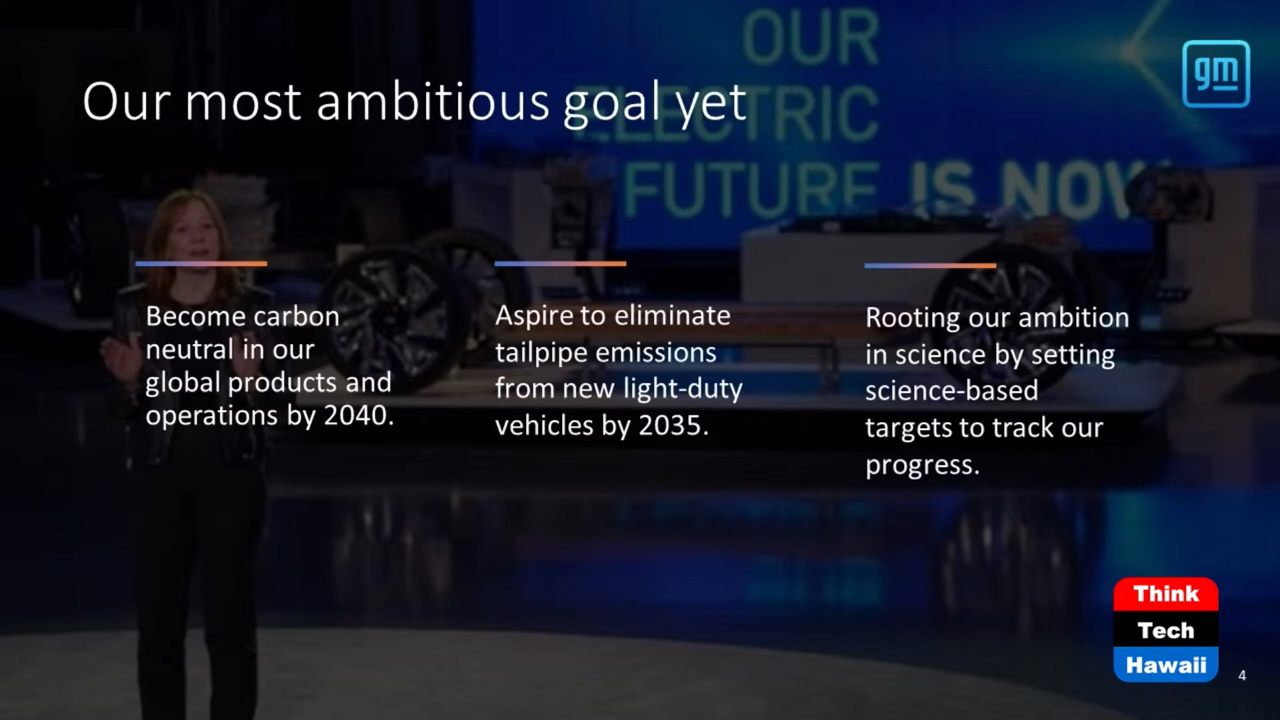 OUR
gm
Our most ambitious goal yet
ELECTRIC
FUTURE IS NOW
Become carbon
neutral in our
global products and
operations by 2040.
Aspire to eliminate
tailpipe emissions
from new light-duty
vehicles by 2035.
Rooting our ambition
in science by setting
science-based
targets to track our
progress.
Think
Tech
Hawaii
4